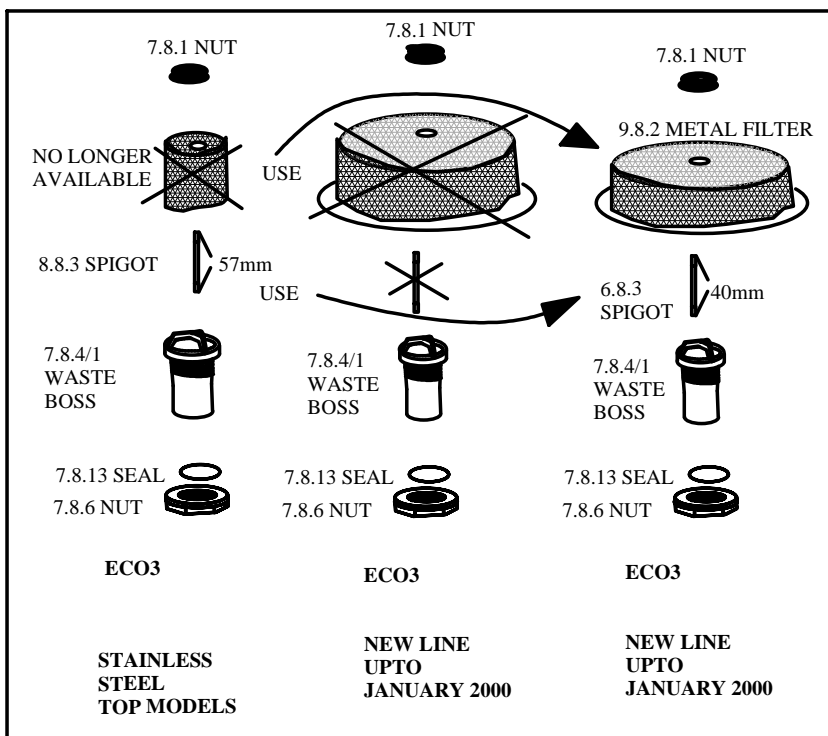 7.8.1 NUT
NO LONGER
AVAILABLE
8.8.3 SPIGOT
57mm
7.8.4/1
WASTE
BOSS
7.8.13 SEAL
7.8.6 NUT
ECO3
STAINLESS
STEEL
TOP MODELS
7.8.1 NUT
USE
USE
7.8.4/1
WASTE
BOSS
7.8.13 SEAL
7.8.6 NUT
ECO3
NEW LINE
UPTO
JANUARY 2000
7.8.1 NUT
9.8.2 METAL FILTER
6.8.3
SPIGOT
40mm
7.8.4/1
WASTE
BOSS
7.8.13 SEAL
7.8.6 NUT
ECO3
NEW LINE
UPTO
JANUARY 2000